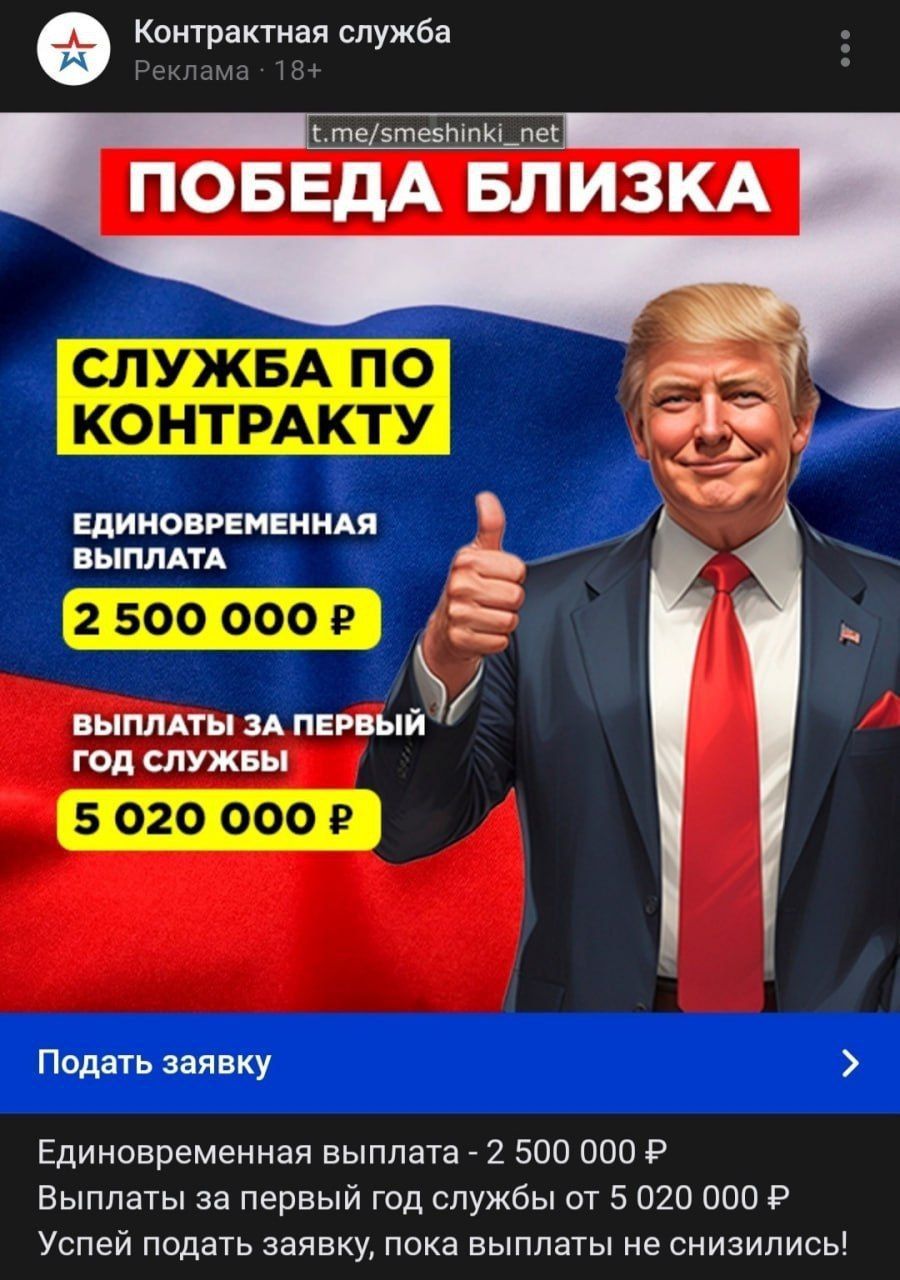 Контрактная служба
Реклама · 18+
t.me/smeshinki_net
ПОБЕДА БЛИЗКА
СЛУЖБА ПО
КОНТРАКТУ
ЕДИНОВРЕМЕННАЯ
ВЫПЛАТА
2 500 000 ₽
ВЫПЛАТЫ ЗА ПЕРВЫЙ
ГОД СЛУЖБЫ
5 020 000 ₽
Подать заявку
Единовременная выплата - 2 500 000 ₽
Выплаты за первый год службы от 5 020 000 ₽
Успей подать заявку, пока выплаты не снизились!